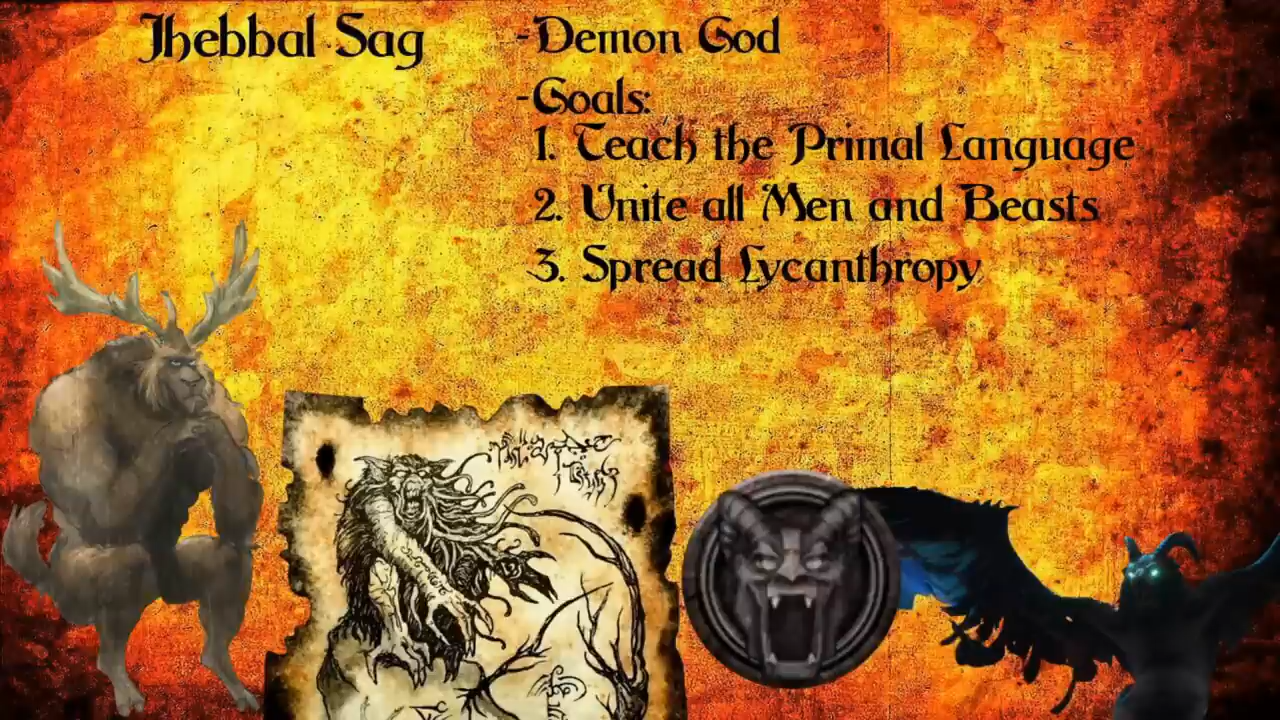 Jhebbal Sag
-Demon God
-Goals:
1. Teach the Primal Language
2. Unite all Men and Beasts
3. Spread Lycanthropy